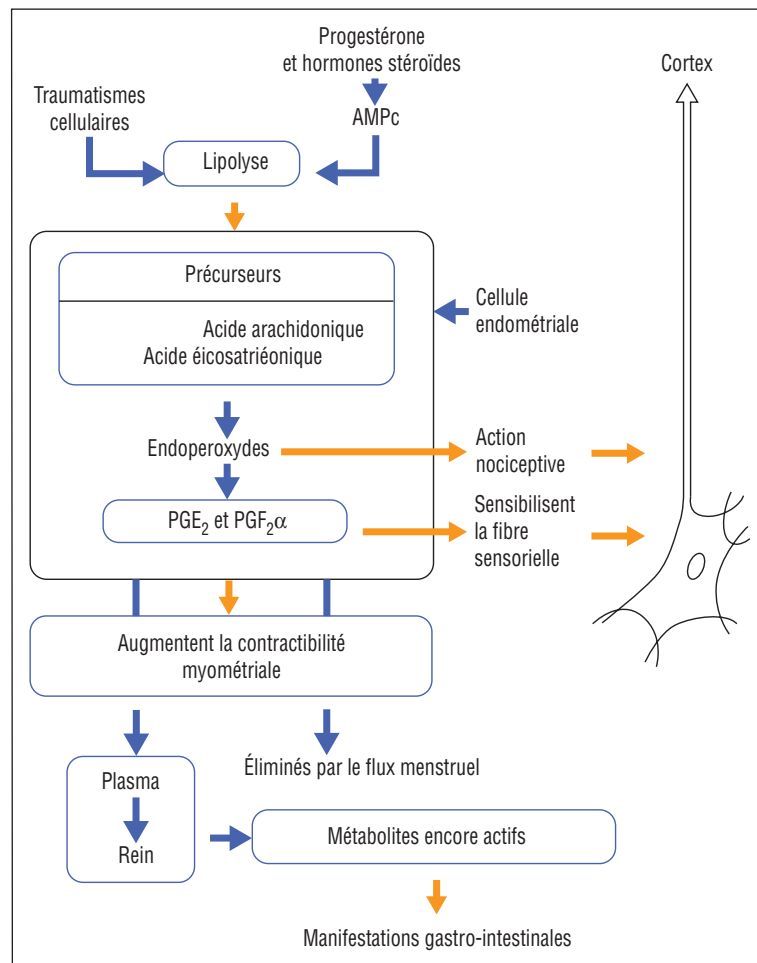 Progestérone
et hormones stéroïdes
Cortex
Traumatismes
cellulaires
AMPc
Lipolyse
Précurseurs
Acide arachidonique
Acide éicosatriéonique
Cellule
endométriale
Endoperoxydes
Action
nociceptive
PGE₂ et PGF₂α
Sensibilisent
la fibre
sensorielle
Augmentent la contractibilité
myométriale
Plasma
Éliminés par le flux menstruel
Rein
Métabolites encore actifs
Manifestations gastro-intestinales